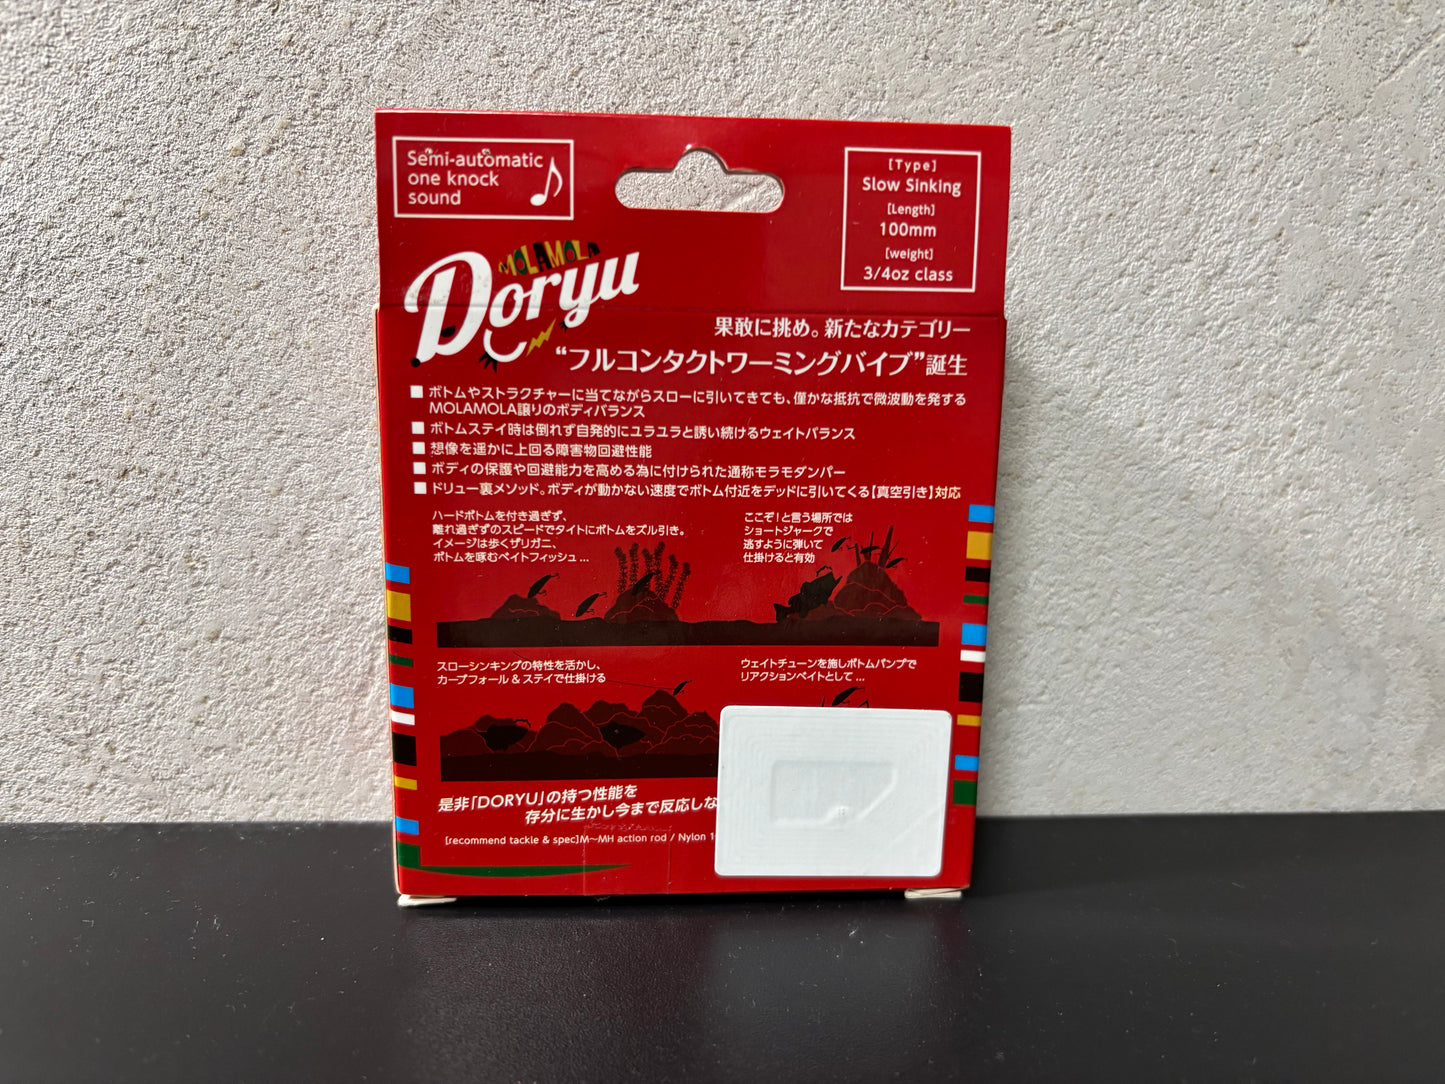 Semi-automatic
one knock
sound
[Type]
Slow Sinking
[Length]
100mm
[weight]
3/4oz class
MOLAMOLA
Doryu
果敢に挑め。新たなカテゴリー
“フルコンタクトワーミングバイブ”誕生
■ ボトムやストラクチャーに当てながらスローに引いてきても、僅かな抵抗で微波動を発する
MOLAMOLA譲りのボディバランス
■ ボトムステイ時は倒れず自発的にユラユラと誘い続けるウェイトバランス
■ 想像を遥かに上回る障害物回避性能
■ ボディの保護や回避能力を高める為に付けられた通称モラモダンパー
■ ドリュー裏メソッド。ボディが動かない速度でボトム付近をデッドに引いてくる【真空引き】対応
ハードボトムを付き過ぎず、
離れ過ぎずのスピードでタイトにボトムをズル引き。
イメージは歩くザリガニ、
ボトムを啄むベイトフィッシュ...
ここぞ！と言う場所では
ショートジャークで
逃すように弾いて
仕掛けると有効
スローシンキングの特性を活かし、
カーブフォール & ステイで仕掛ける
ウェイトチューンを施しボトムパンプで
リアクションベイトとして...
是非「DORYU」の持つ性能を
存分に生かし今まで反応しな
[recommend tackle & spec]M～MH action rod / Nylon 1